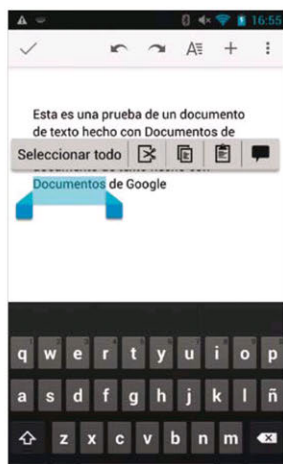 16:55
Esta es una prueba de un documento
de texto hecho con Documentos de
Seleccionar todo
Documentos de Google
q w e r t y u i o p
a s d f g h j k l ñ
z x c v b n m